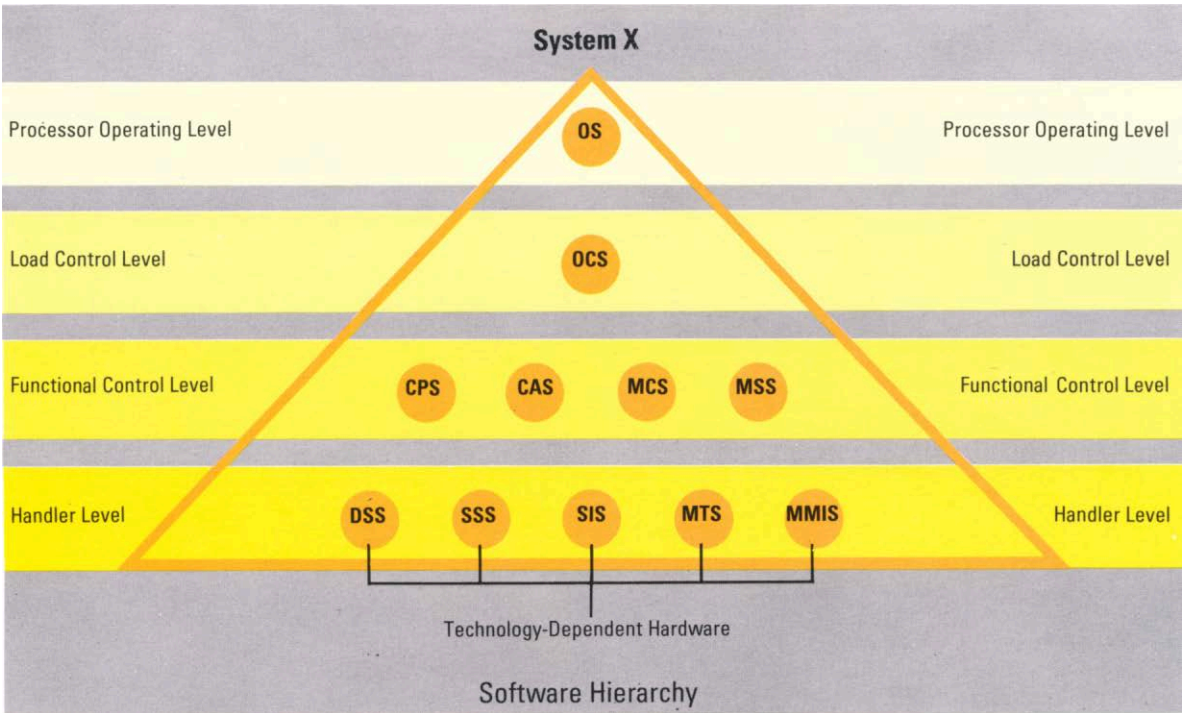 System X
Processor Operating Level OS Processor Operating Level
Load Control Level OCS Load Control Level
Functional Control Level CPS CAS MCS MSS Functional Control Level
Handler Level DSS SSS SIS MTS MMIS Handler Level
Technology-Dependent Hardware
Software Hierarchy